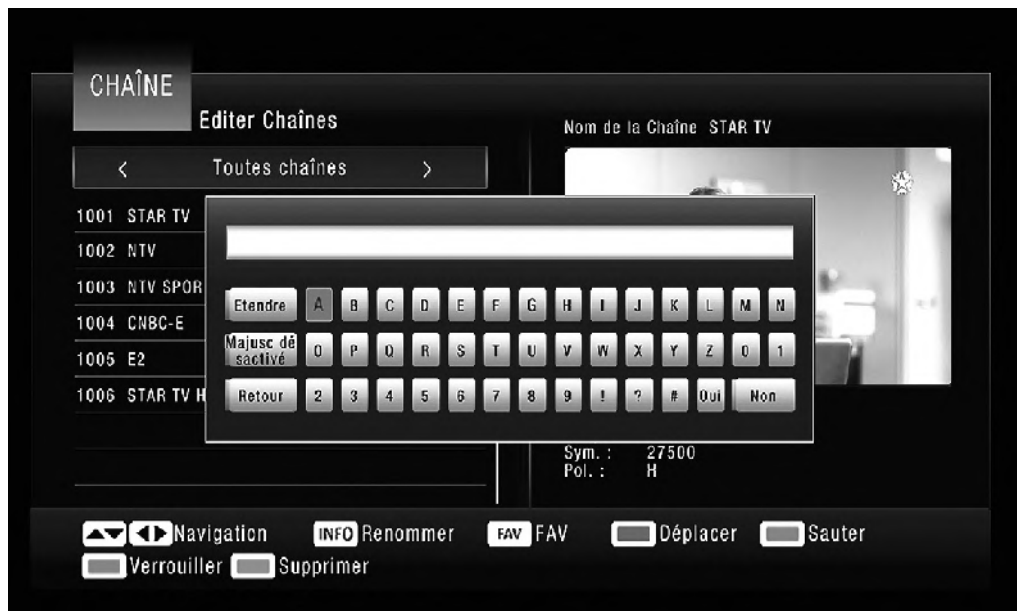 CHAÎNE
Editer Chaînes
Nom de la Chaîne STAR TV
< Toutes chaînes >
1001 STAR TV
1002 NTV
1003 NTV SPOR
1004 CNBC-E
1005 E2
1006 STAR TV H
Etendre A B C D E F G H I J K L M N
Majusc dé
sactivé O P Q R S T U V W X Y Z 0 1
Retour 2 3 4 5 6 7 8 9 ! ? # Oui Non
Sym. : 27500
Pol. : H
Navigation INFO Renommer FAV FAV Déplacer Sauter
Verrouiller Supprimer